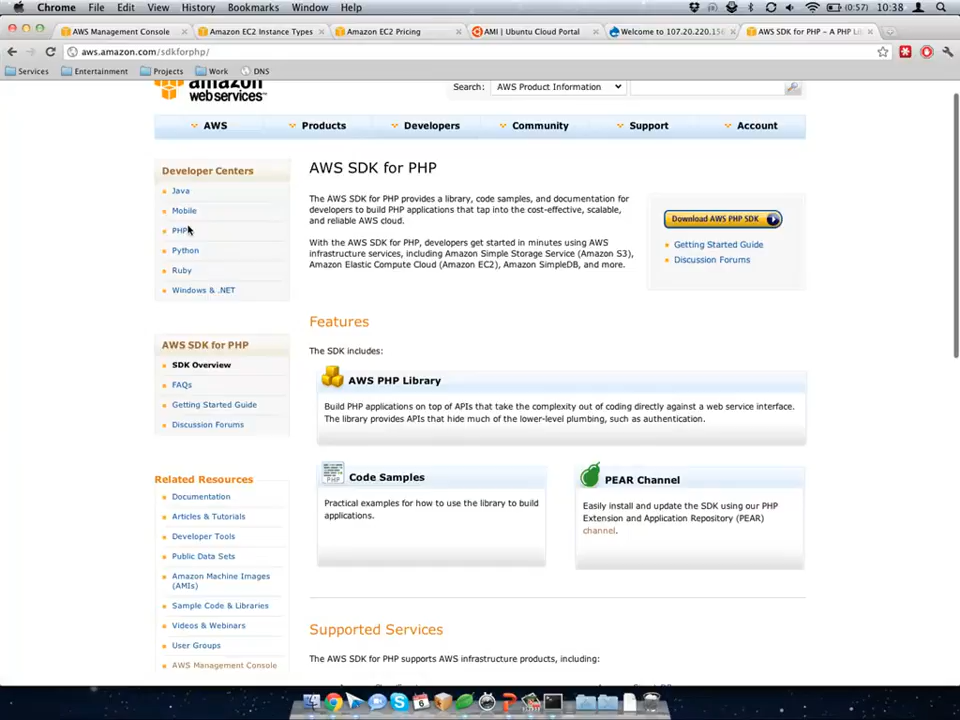 Chrome File Edit View History Bookmarks Window Help (0:57) 10:38
AWS Management Console Amazon EC2 Instance Types Amazon EC2 Pricing AMI | Ubuntu Cloud Portal Welcome to 107.20.220.15 AWS SDK for PHP – A PHP Li
aws.amazon.com/sdkforphp/
Services Entertainment Projects Work DNS
amazon
webservices™
Search: AWS Product Information
AWS Products Developers Community Support Account
Developer Centers
Java
Mobile
PHP
Python
Ruby
Windows & .NET
AWS SDK for PHP
SDK Overview
FAQs
Getting Started Guide
Discussion Forums
Related Resources
Documentation
Articles & Tutorials
Developer Tools
Public Data Sets
Amazon Machine Images
(AMIs)
Sample Code & Libraries
Videos & Webinars
User Groups
AWS Management Console
AWS SDK for PHP
The AWS SDK for PHP provides a library, code samples, and documentation for
developers to build PHP applications that tap into the cost-effective, scalable,
and reliable AWS cloud.
With the AWS SDK for PHP, developers get started in minutes using AWS
infrastructure services, including Amazon Simple Storage Service (Amazon S3),
Amazon Elastic Compute Cloud (Amazon EC2), Amazon SimpleDB, and more.
Download AWS PHP SDK
Getting Started Guide
Discussion Forums
Features
The SDK includes:
AWS PHP Library
Build PHP applications on top of APIs that take the complexity out of coding directly against a web service interface.
The library provides APIs that hide much of the lower-level plumbing, such as authentication.
PHP
Code Samples
Practical examples for how to use the library to build
applications.
PEAR Channel
Easily install and update the SDK using our PHP
Extension and Application Repository (PEAR)
channel.
Supported Services
The AWS SDK for PHP supports AWS infrastructure products, including: